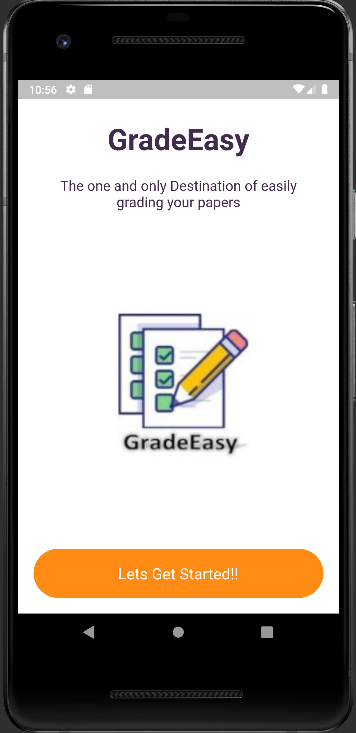 10:56
GradeEasy
The one and only Destination of easily
grading your papers
GradeEasy
Lets Get Started!!